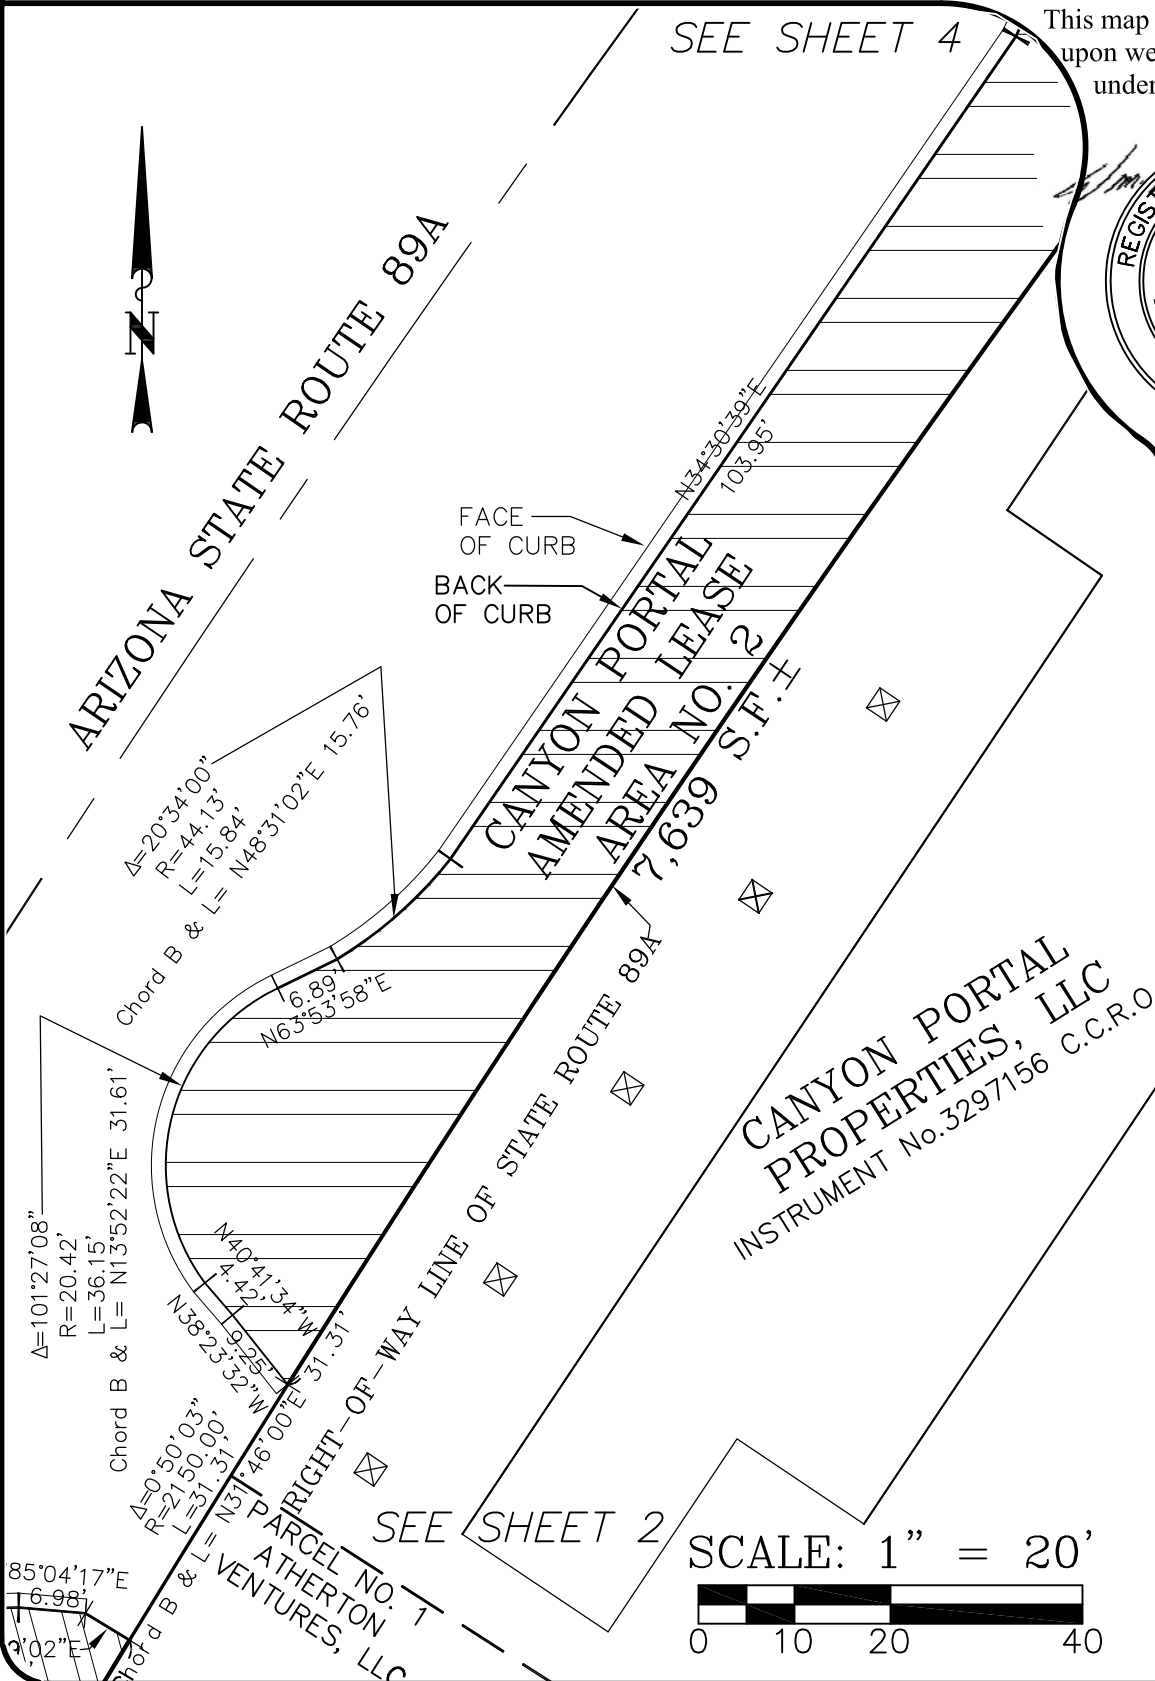 SEE SHEET 4
This map
upon we
under
REGIST
S
N
ARIZONA STATE ROUTE 89A
N34°30'39"E
103.95'
FACE
OF CURB
BACK
OF CURB
CANYON PORTAL
AMENDED LEASE
AREA NO. 2
7,639 S.F.±
Δ=20°34'00"
R=44.13'
L=15.84'
Chord B & L= N48°31'02"E 15.76'
6.89'
N63°53'58"E
Δ=101°27'08"
R=20.42'
L=36.15'
Chord B & L= N13°52'22"E 31.61'
N40°41'34"W
4.42'
9.25'
N38°23'32"W
Δ=0°50'03"
R=2150.00'
L=31.31'
Chord B & L= N31°46'00"E 31.31'
RIGHT-OF-WAY LINE OF STATE ROUTE 89A
CANYON PORTAL
PROPERTIES, LLC
INSTRUMENT No.3297156 C.C.R.O
PARCEL NO. 1
ATHERTON
VENTURES, LLC
SEE SHEET 2
85°04'17"E
6.98'
'02"E
SCALE: 1" = 20'
0 10 20 40